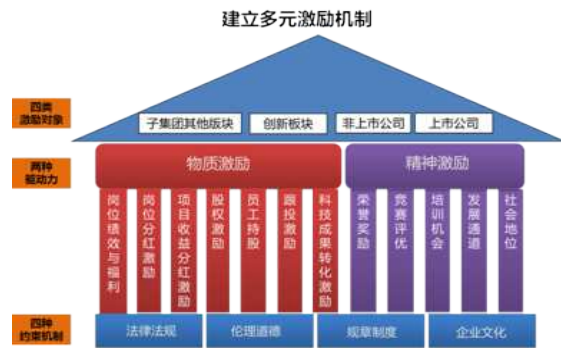 建立多元激励机制
四类
激励对象
子集团其他版块
创新板块
非上市公司
上市公司
两种
驱动力
物质激励
精神激励
岗位绩效与福利
岗位分红激励
项目收益分红激励
股权激励
员工持股
跟投激励
科技成果转化激励
荣誉奖励
竞赛评优
培训机会
发展通道
社会地位
四种
约束机制
法律法规
伦理道德
规章制度
企业文化